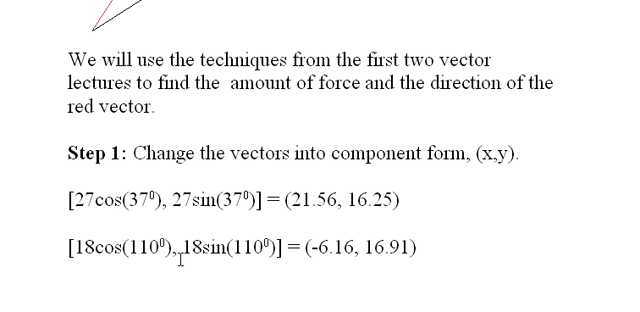 We will use the techniques from the first two vector
lectures to find the  amount of force and the direction of the
red vector.
Step 1: Change the vectors into component form, (x,y).
[27cos(37⁰), 27sin(37⁰)] = (21.56, 16.25)
[18cos(110⁰), 18sin(110⁰)] = (-6.16, 16.91)